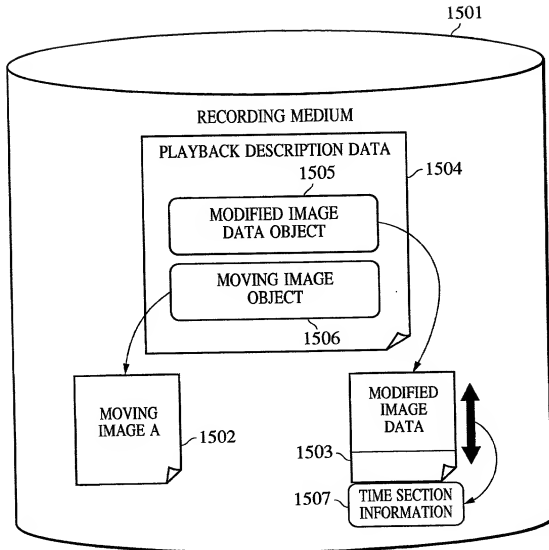 1501
RECORDING MEDIUM
PLAYBACK DESCRIPTION DATA
1504
1505
MODIFIED IMAGE
DATA OBJECT
MOVING IMAGE
OBJECT
1506
MOVING
IMAGE A
1502
MODIFIED
IMAGE
DATA
1503
1507
TIME SECTION
INFORMATION